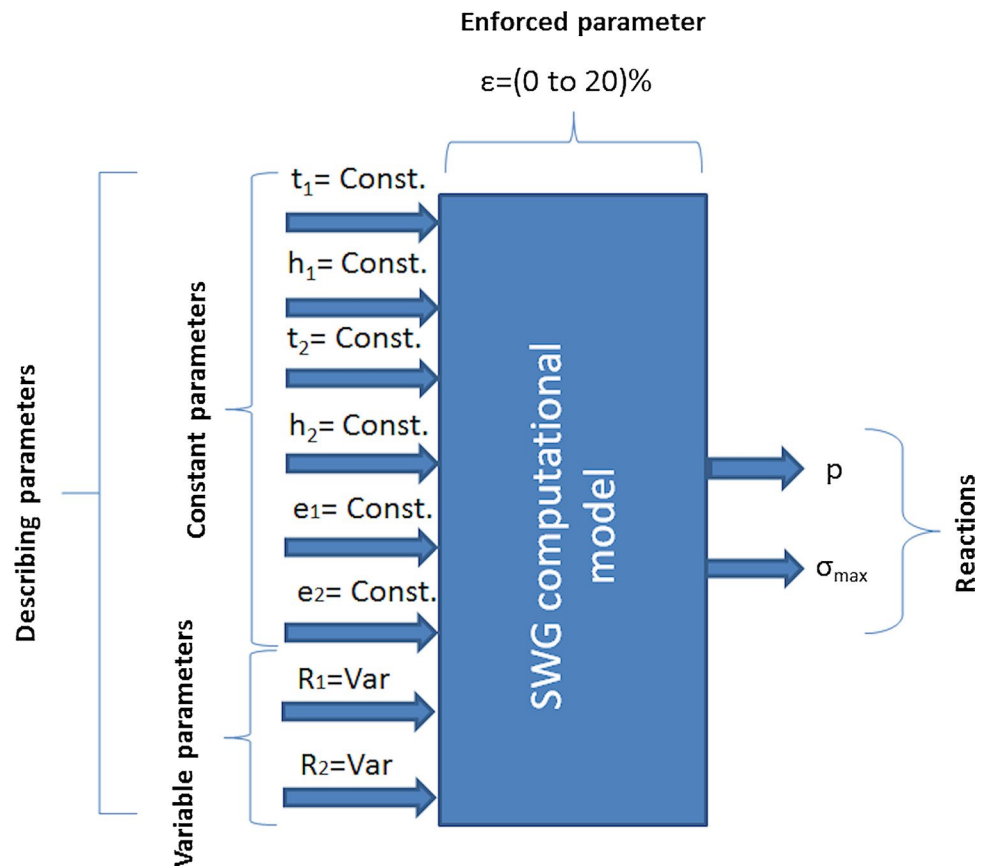 Enforced parameter
ε=(0 to 20)%
Describing parameters
Constant parameters
t₁= Const.
h₁= Const.
t₂= Const.
h₂= Const.
e₁= Const.
e₂= Const.
Variable parameters
R₁=Var
R₂=Var
SWG computational
model
p
σₘₐₓ
Reactions